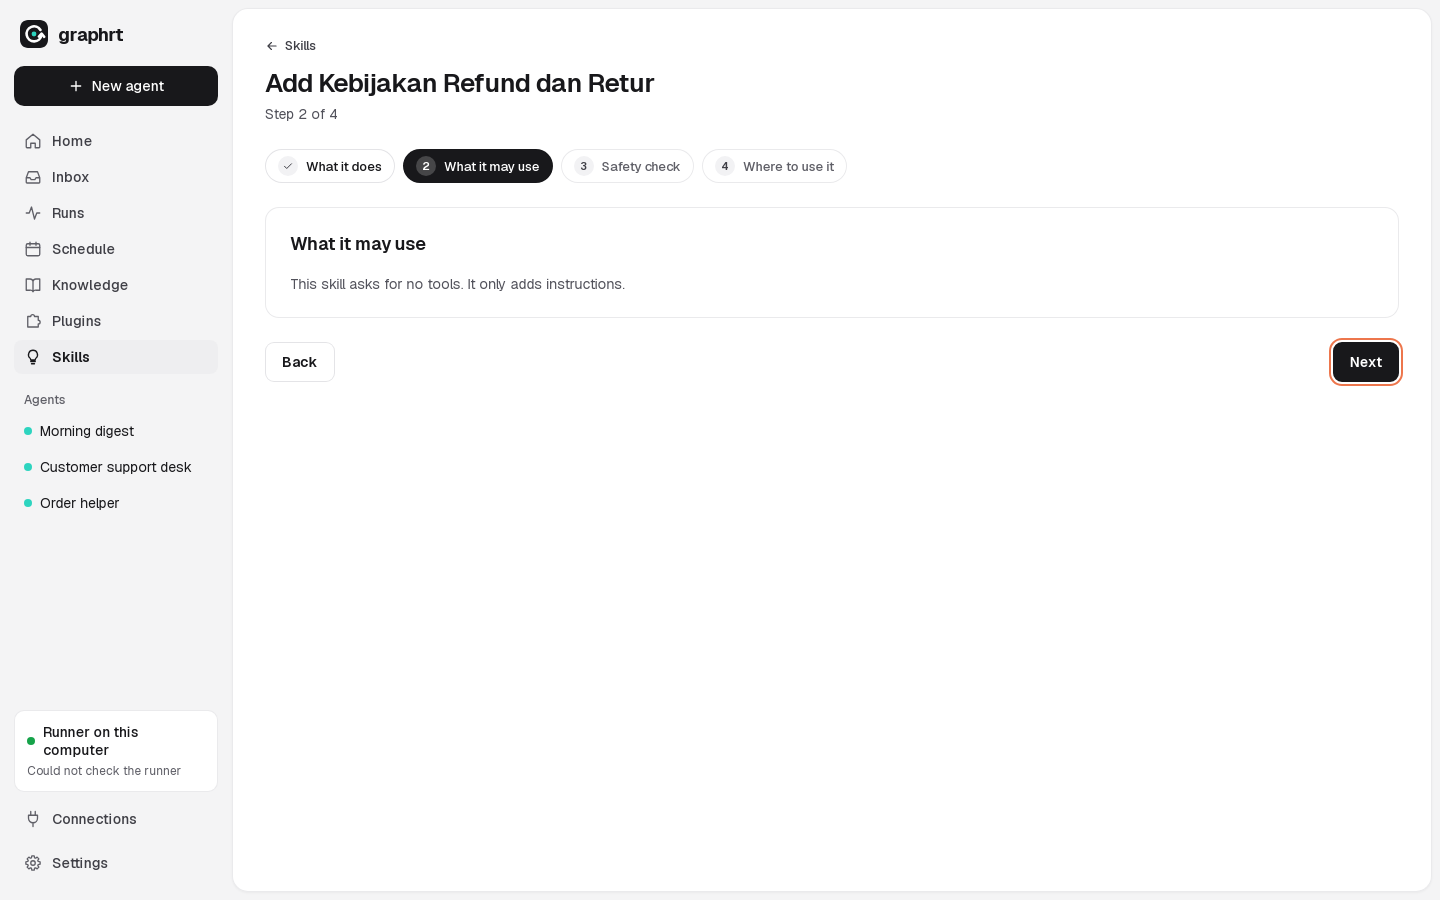 graphrt
New agent
Home
Inbox
Runs
Schedule
Knowledge
Plugins
Skills
Agents
Morning digest
Customer support desk
Order helper
Runner on this
computer
Could not check the runner
Connections
Settings
Skills
Add Kebijakan Refund dan Retur
Step 2 of 4
What it does
2 What it may use
3 Safety check
4 Where to use it
What it may use
This skill asks for no tools. It only adds instructions.
Back
Next